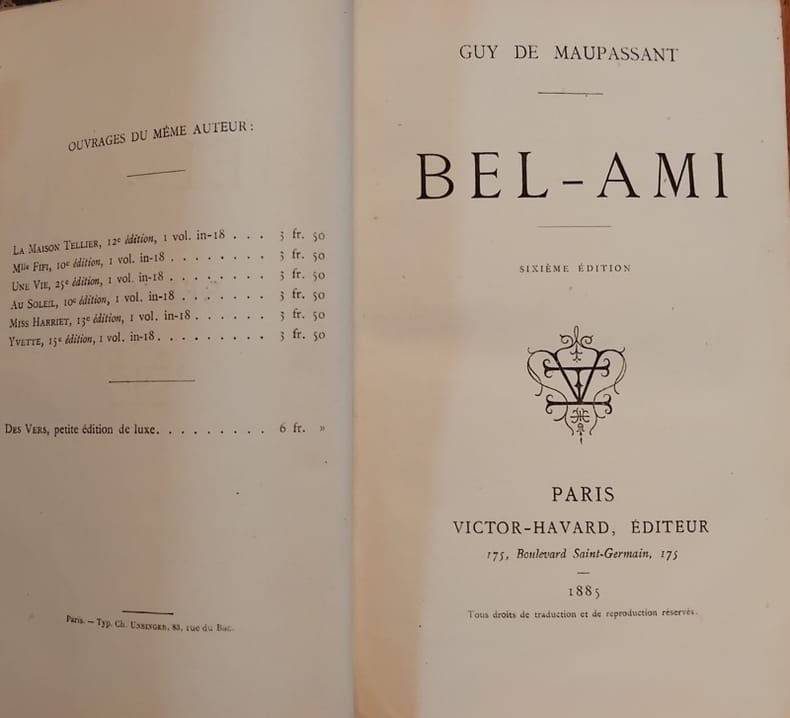 OUVRAGES DU MÊME AUTEUR :
LA MAISON TELLIER, 12e édition, 1 vol. in-18 . . . 3 fr. 50
Mlle FIFI, 10e édition, 1 vol. in-18 . . . . . . . . 3 fr. 50
UNE VIE, 25e édition, 1 vol. in-18 . . . . . . . . 3 fr. 50
AU SOLEIL, 10e édition, 1 vol. in-18 . . . . . . . 3 fr. 50
MISS HARRIET, 13e édition, 1 vol. in-18 . . . . . . 3 fr. 50
YVETTE, 15e édition, 1 vol. in-18. . . . . . . . . 3 fr. 50
DES VERS, petite édition de luxe. . . . . . . . . 6 fr. »
Paris. — Typ. Ch. UNSINGER, 83, rue du Bac.
GUY DE MAUPASSANT
BEL-AMI
SIXIÈME ÉDITION
PARIS
VICTOR-HAVARD, ÉDITEUR
175, Boulevard Saint-Germain, 175
1885
Tous droits de traduction et de reproduction réservés.